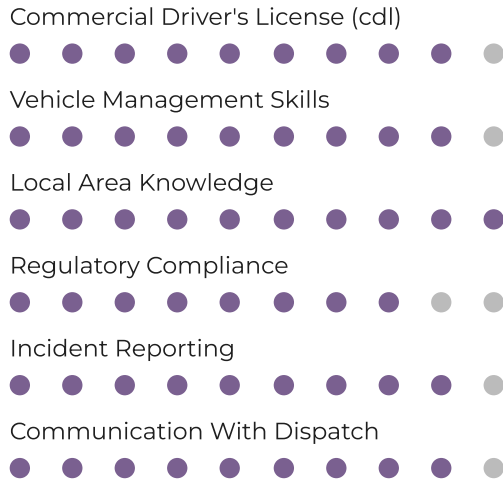 Commercial Driver's License (cdl)
Vehicle Management Skills
Local Area Knowledge
Regulatory Compliance
Incident Reporting
Communication With Dispatch